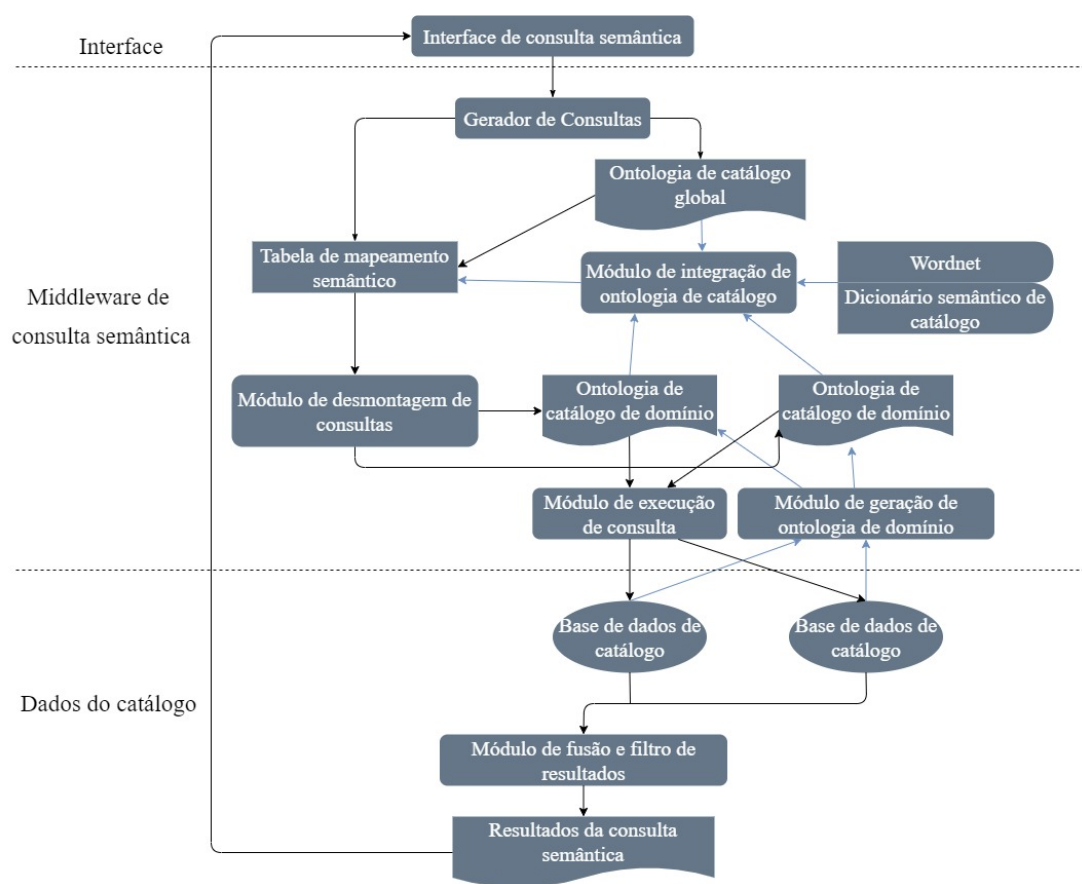 Interface
Interface de consulta semântica
Gerador de Consultas
Ontologia de catálogo
global
Tabela de mapeamento
semântico
Módulo de integração de
ontologia de catálogo
Wordnet
Dicionário semântico de
catálogo
Middleware de
consulta semântica
Módulo de desmontagem de
consultas
Ontologia de
catálogo de domínio
Ontologia de
catálogo de domínio
Módulo de execução
de consulta
Módulo de geração de
ontologia de domínio
Base de dados de
catálogo
Base de dados de
catálogo
Dados do catálogo
Módulo de fusão e filtro de
resultados
Resultados da consulta
semântica